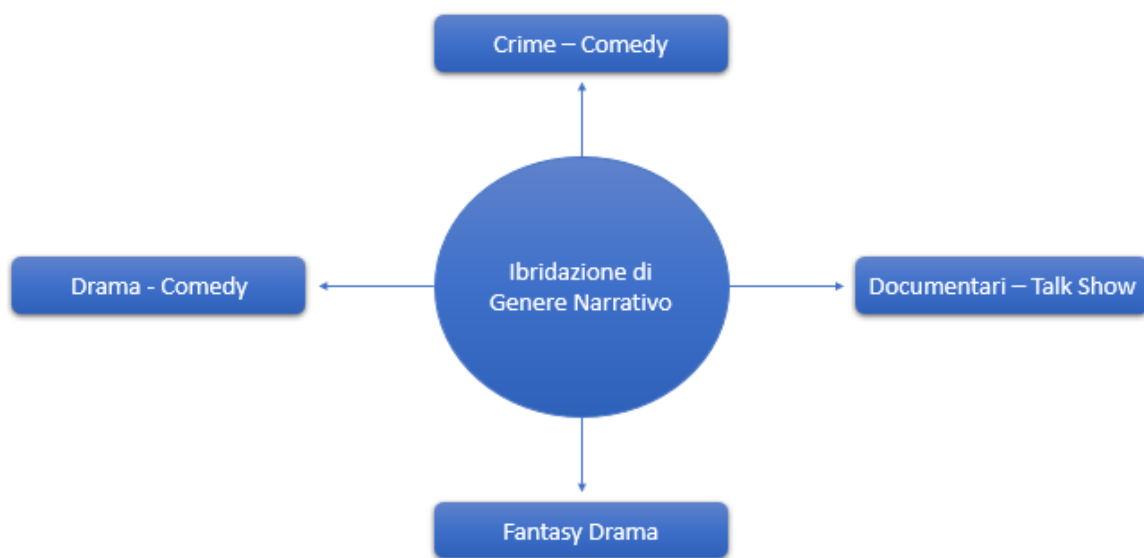 Crime – Comedy
Drama - Comedy
Ibridazione di
Genere Narrativo
Documentari – Talk Show
Fantasy Drama